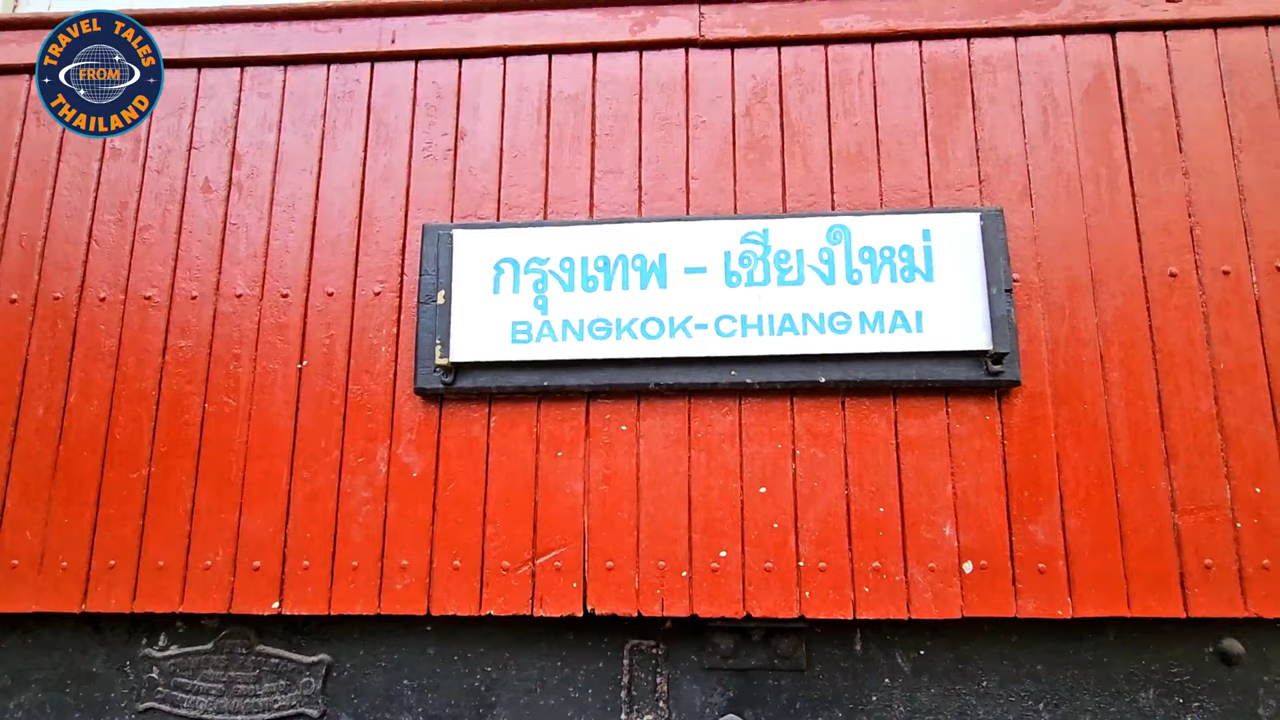 TRAVEL TALES
FROM
THAILAND
กรุงเทพ - เชียงใหม่
BANGKOK-CHIANG MAI